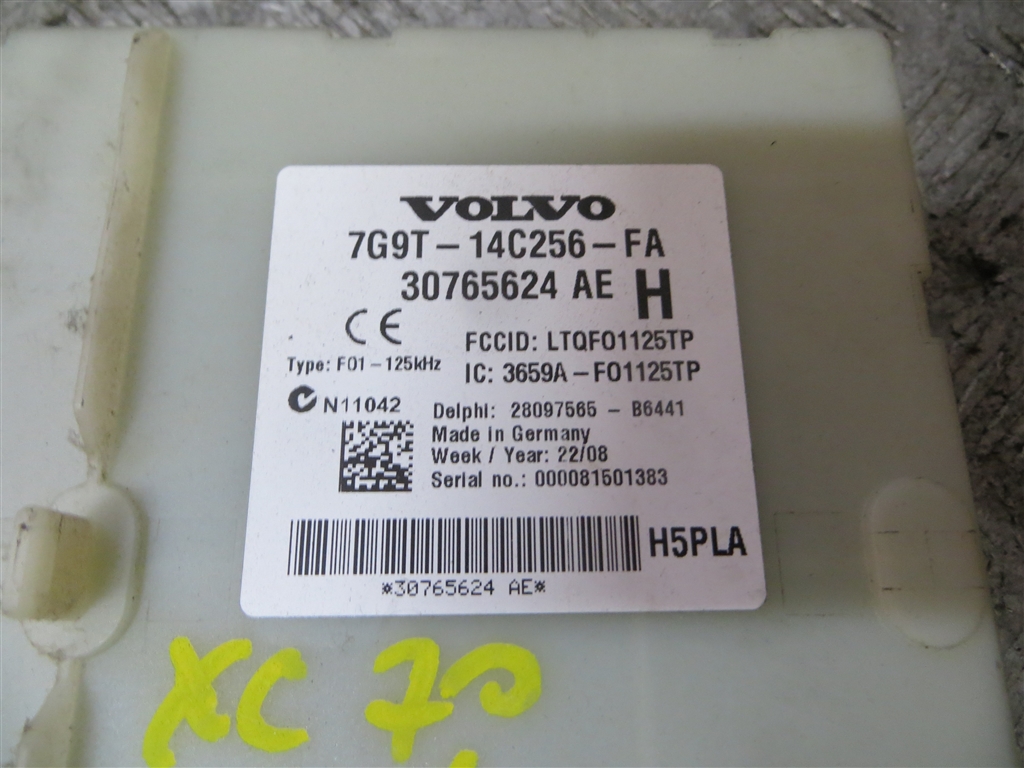 VOLVO
7G9T-14C256-FA
30765624 AE H
CE
FCCID: LTQFO1125TP
Type: F01-125kHz
IC: 3659A-FO1125TP
N11042
Delphi: 28097565 - B6441
Made in Germany
Week / Year: 22/08
Serial no.: 000081501383
H5PLA
*30765624 AE*
XC 70